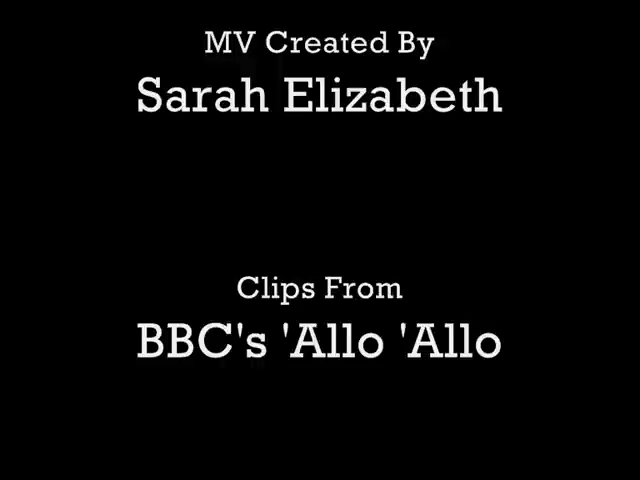 MV Created By
Sarah Elizabeth
Clips From
BBC's 'Allo 'Allo